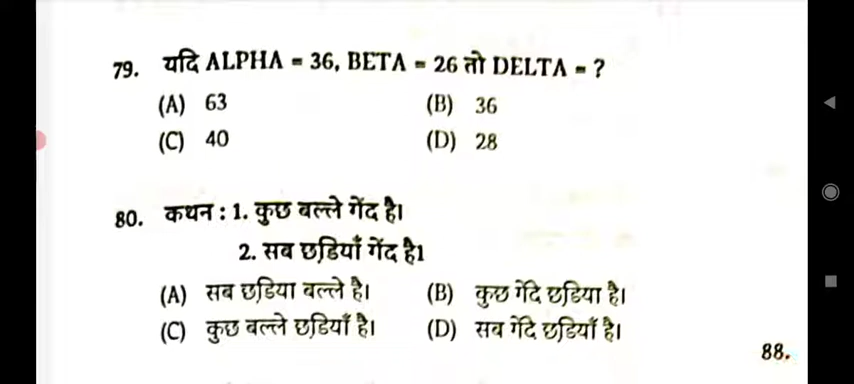 79. यदि ALPHA = 36, BETA = 26 तो DELTA = ?
(A) 63 (B) 36
(C) 40 (D) 28
80. कथन : 1. कुछ बल्ले गेंद है।
2. सब छडियाँ गेंद है।
(A) सब छडिया बल्ले है। (B) कुछ गेंदे छडिया है।
(C) कुछ बल्ले छडियाँ है। (D) सब गेंदे छडियाँ है।
88.